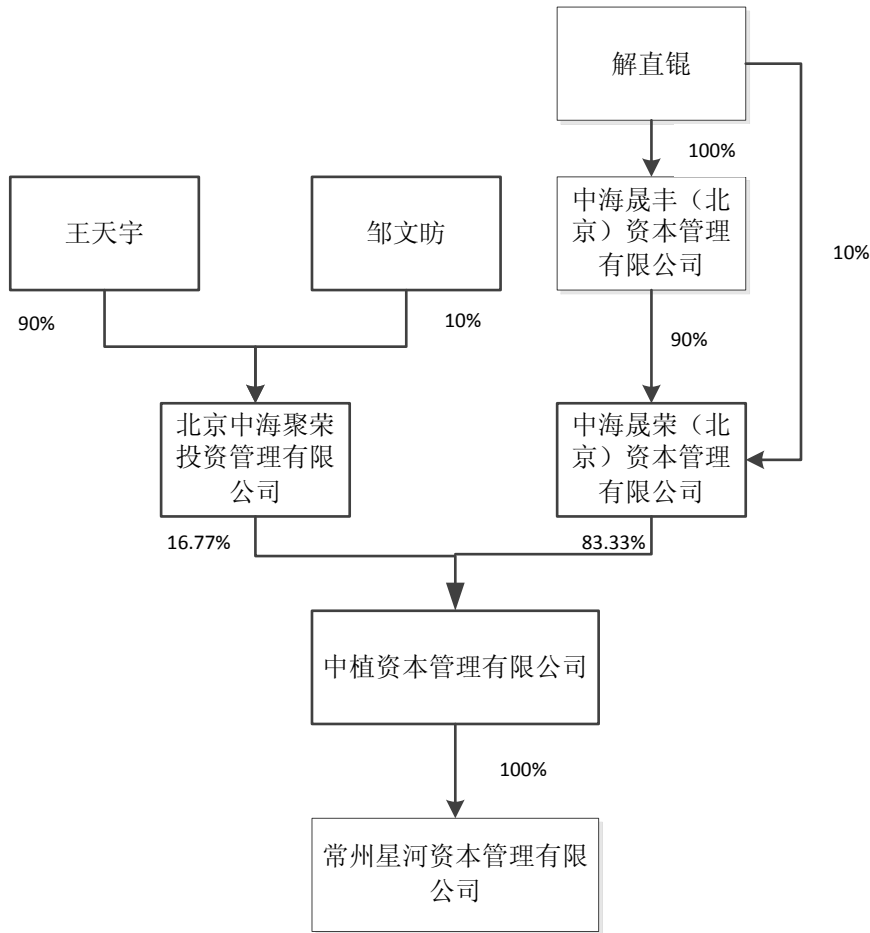 解直锟
100%
王天宇
邹文昉
中海晟丰（北
京）资本管理
有限公司
10%
90%
10%
90%
北京中海聚荣
投资管理有限
公司
中海晟荣（北
京）资本管理
有限公司
16.77%
83.33%
中植资本管理有限公司
100%
常州星河资本管理有限
公司